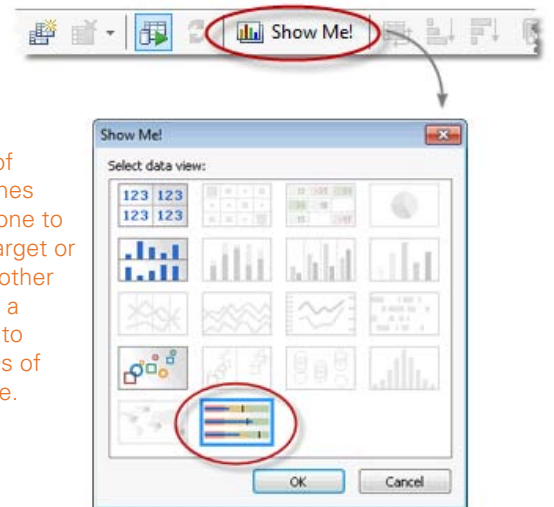 Show Me!
Show Me!
Select data view:
123 123
123 123
of
nes
one to
arget or
other
a
to
s of
e.
OK
Cancel